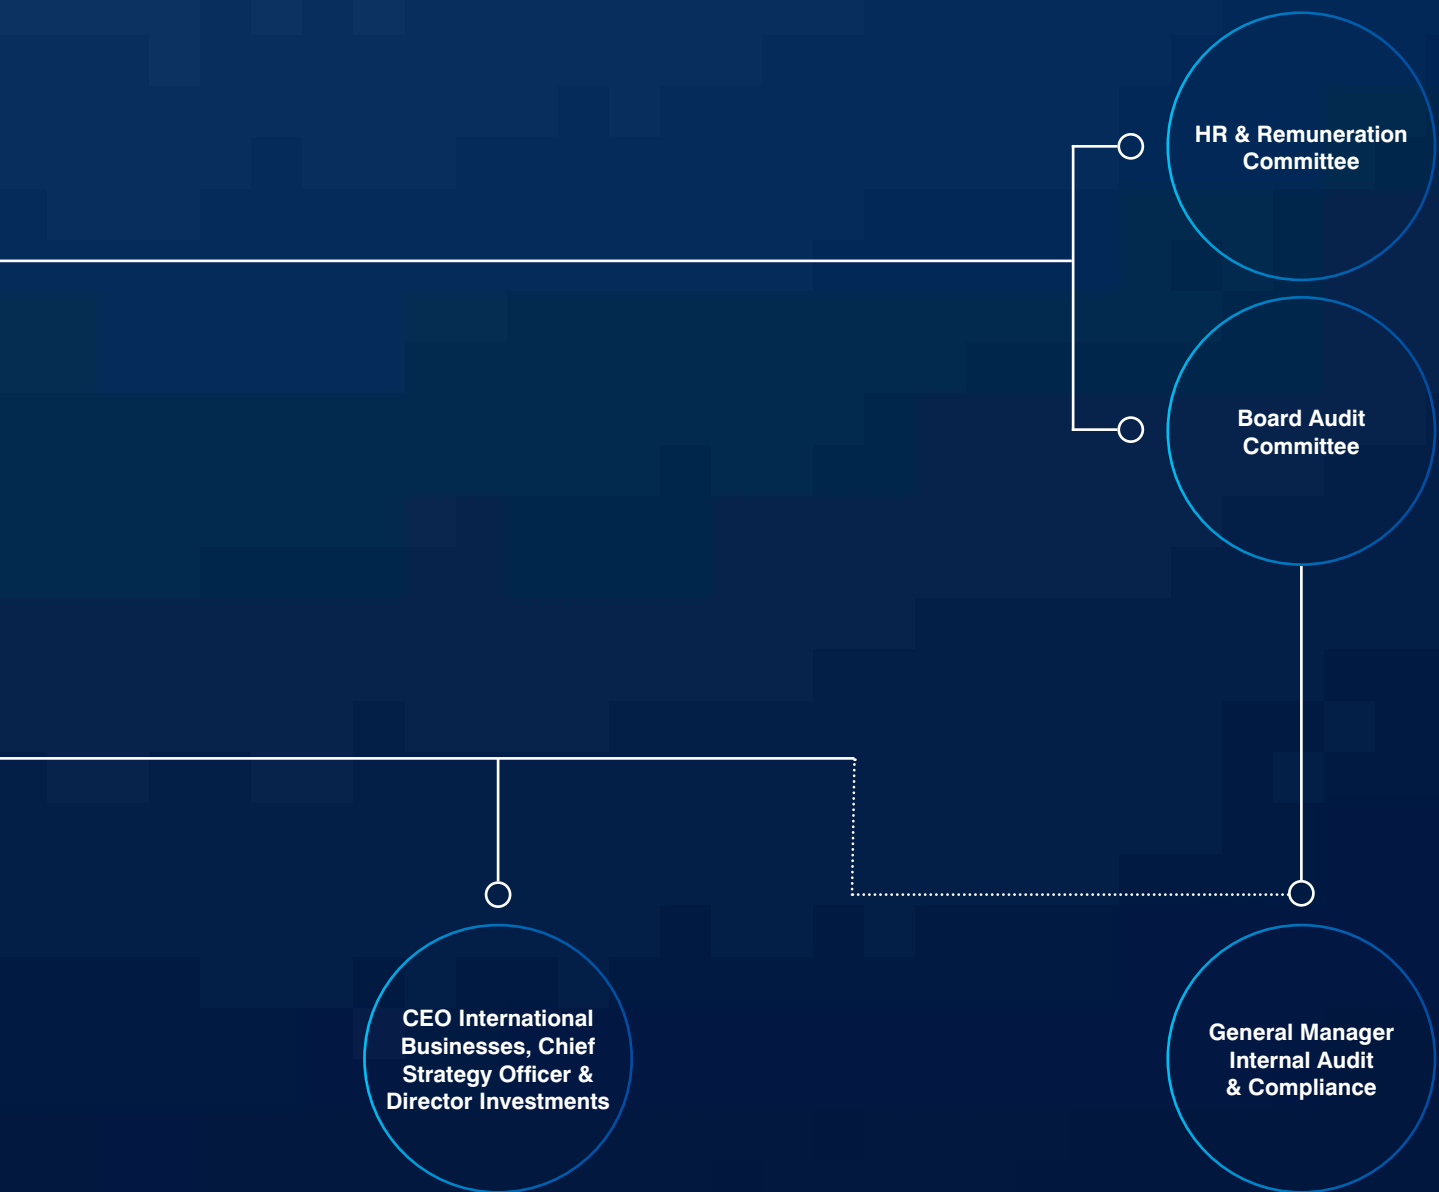 HR & Remuneration
Committee
Board Audit
Committee
CEO International
Businesses, Chief
Strategy Officer &
Director Investments
General Manager
Internal Audit
& Compliance